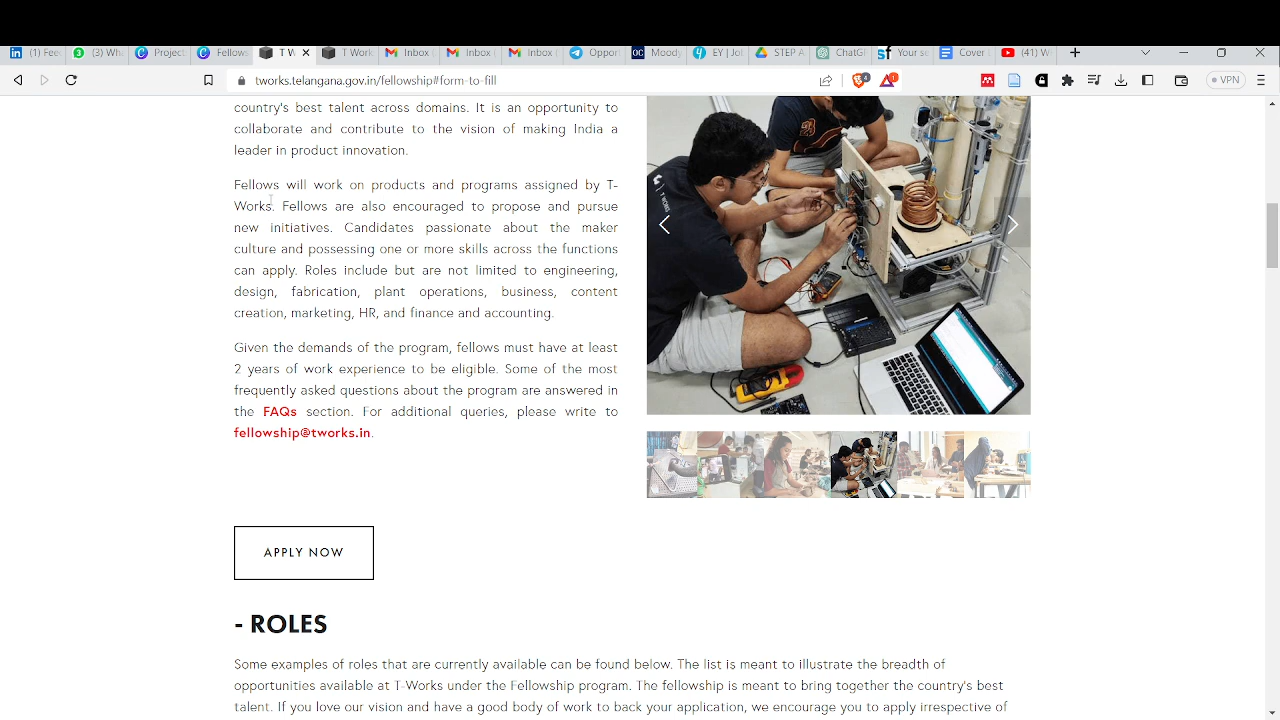 (1) Fee
(3) Wha
Project
Fellows
T W
T Work
Inbox (
Inbox (
Inbox (
Oppor
Moody
EY | Jo
STEP A
ChatG
Your se
Cover
(41) W
tworks.telangana.gov.in/fellowship#form-to-fill
VPN
country's best talent across domains. It is an opportunity to
collaborate and contribute to the vision of making India a
leader in product innovation.
Fellows will work on products and programs assigned by T-
Works. Fellows are also encouraged to propose and pursue
new initiatives. Candidates passionate about the maker
culture and possessing one or more skills across the functions
can apply. Roles include but are not limited to engineering,
design, fabrication, plant operations, business, content
creation, marketing, HR, and finance and accounting.
Given the demands of the program, fellows must have at least
2 years of work experience to be eligible. Some of the most
frequently asked questions about the program are answered in
the FAQs section. For additional queries, please write to
fellowship@tworks.in.
APPLY NOW
- ROLES
Some examples of roles that are currently available can be found below. The list is meant to illustrate the breadth of
opportunities available at T-Works under the Fellowship program. The fellowship is meant to bring together the country's best
talent. If you love our vision and have a good body of work to back your application, we encourage you to apply irrespective of